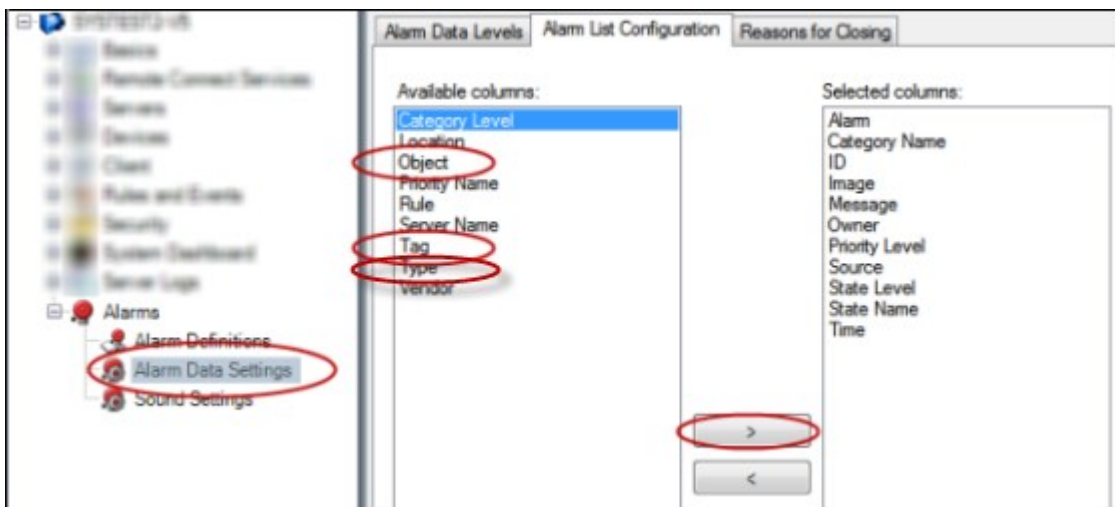 Alarms
Alarm Definitions
Alarm Data Settings
Sound Settings
Alarm Data Levels
Alarm List Configuration
Reasons for Closing
Available columns:
Category Level
Location
Object
Priority Name
Rule
Server Name
Tag
Type
Vendor
>
<
Selected columns:
Alarm
Category Name
ID
Image
Message
Owner
Priority Level
Source
State Level
State Name
Time